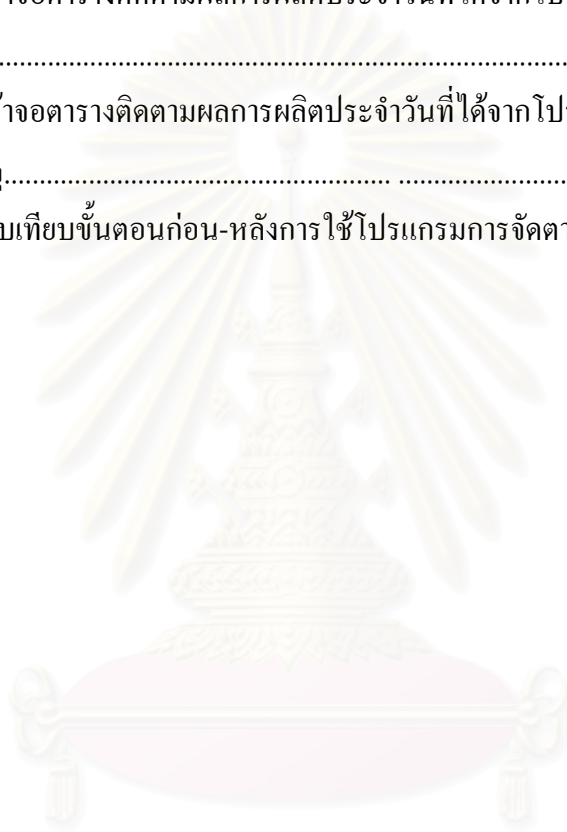 ....................................................................................
้าจอตารางติดตามผลการผลิตประจำวันที่ได้จากโปร
.......................................................... .........................
บเทียบขั้นตอนก่อน-หลังการใช้โปรแกรมการจัดตา